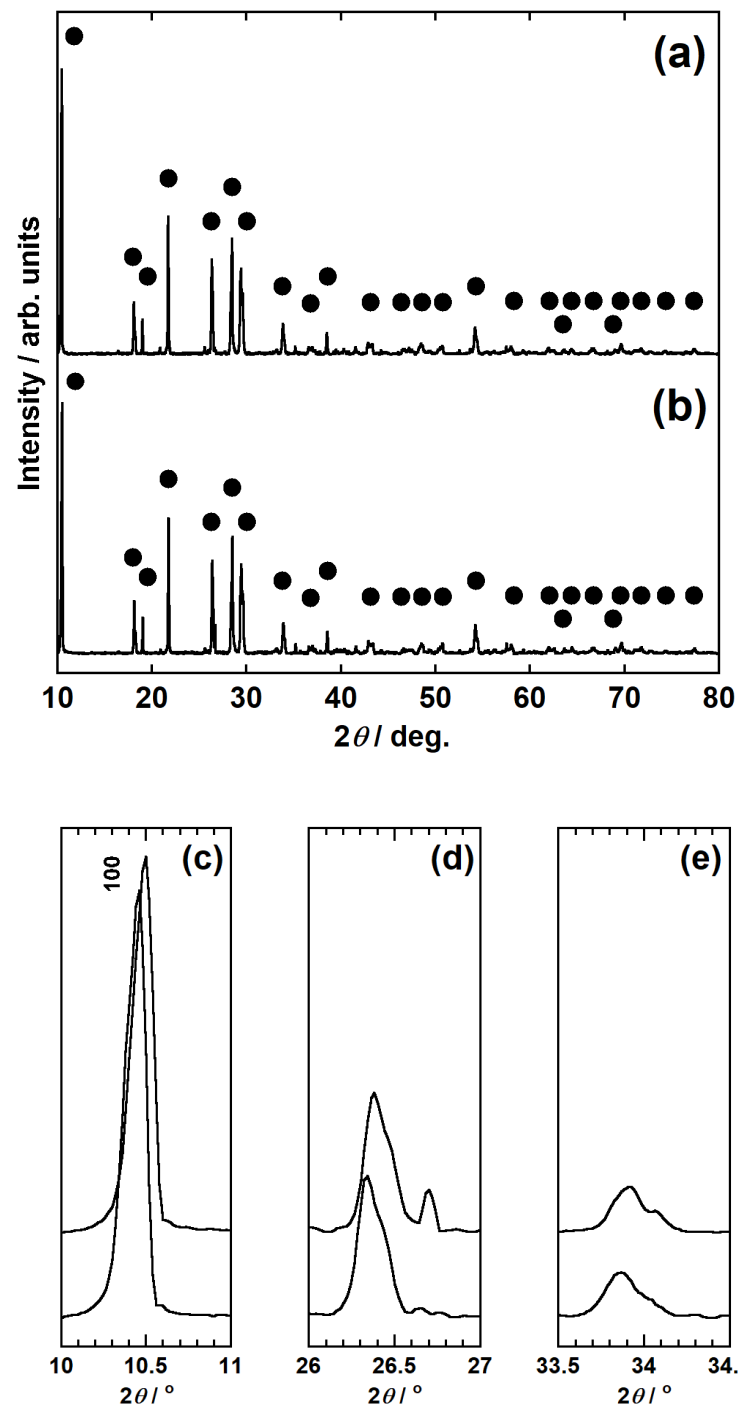 (a)
(b)
Intensity / arb. units
10 20 30 40 50 60 70 80
2θ / deg.
100
(c)
(d)
(e)
10 10.5 11
26 26.5 27
33.5 34 34.
2θ / °
2θ / °
2θ / °